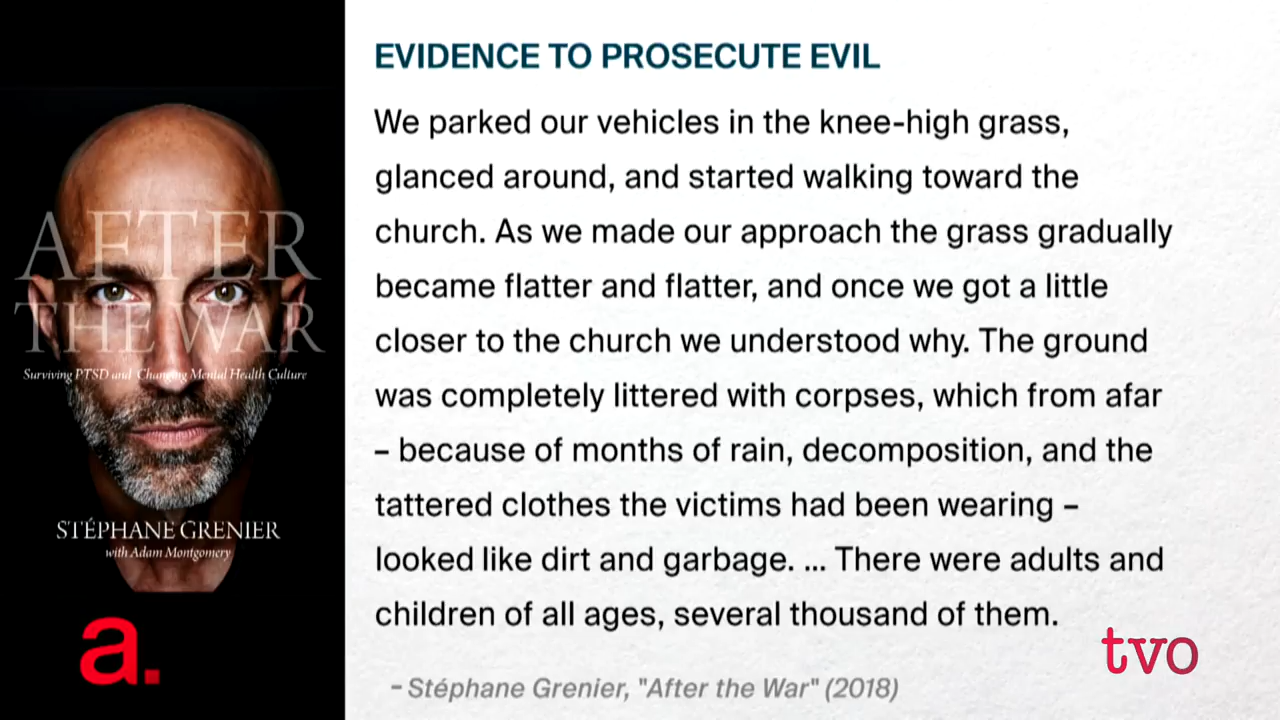 AFTER
THE WAR
Surviving PTSD and Changing Mental Health Culture
STÉPHANE GRENIER
with Adam Montgomery
a.
EVIDENCE TO PROSECUTE EVIL
We parked our vehicles in the knee-high grass,
glanced around, and started walking toward the
church. As we made our approach the grass gradually
became flatter and flatter, and once we got a little
closer to the church we understood why. The ground
was completely littered with corpses, which from afar
– because of months of rain, decomposition, and the
tattered clothes the victims had been wearing –
looked like dirt and garbage. ... There were adults and
children of all ages, several thousand of them.
– Stéphane Grenier, "After the War" (2018)
tvo